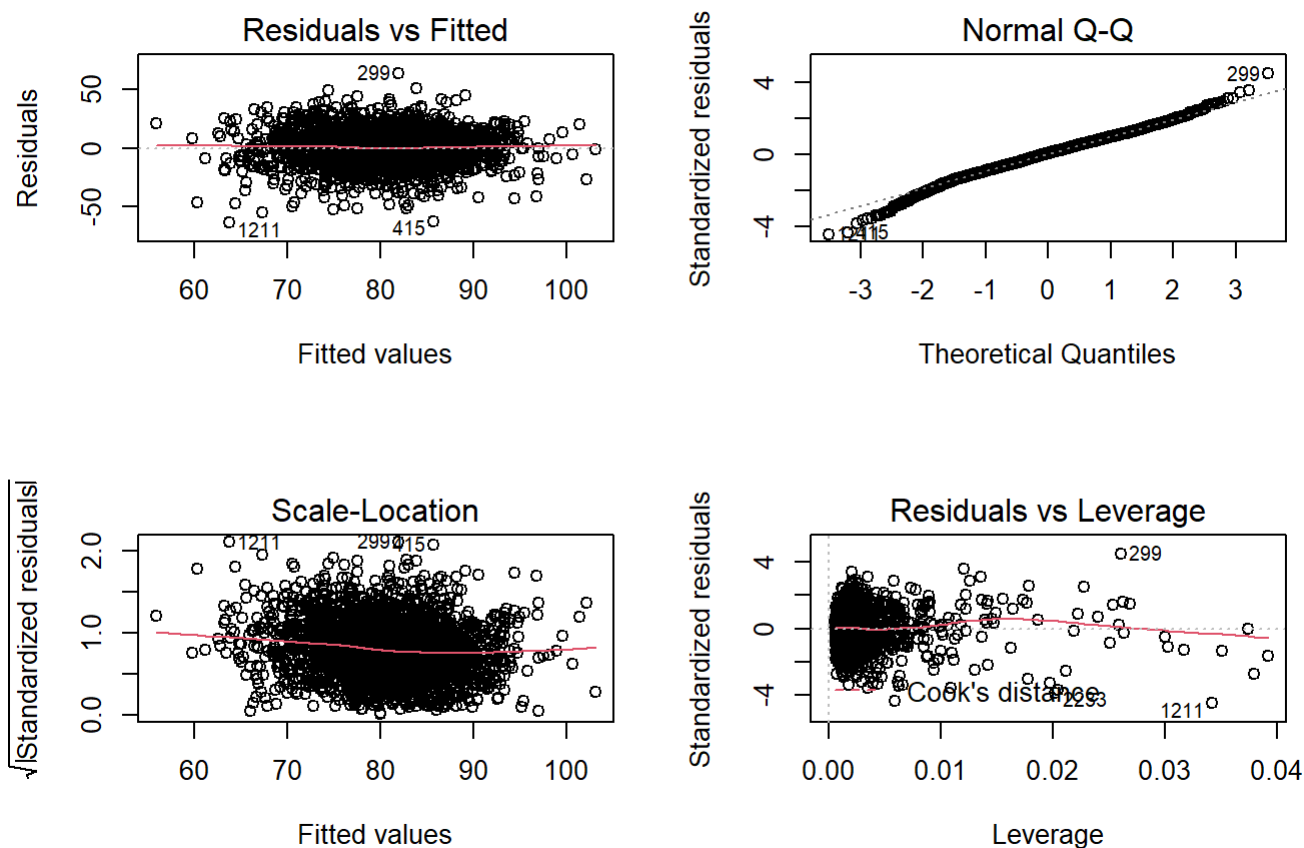 Residuals vs Fitted
Residuals
50
0
-50
299
1211
415
60 70 80 90 100
Fitted values
Normal Q-Q
Standardized residuals
4
0
-4
299
1211
415
-3 -2 -1 0 1 2 3
Theoretical Quantiles
Scale-Location
√|Standardized residuals|
2.0
1.0
0.0
1211
299
415
60 70 80 90 100
Fitted values
Residuals vs Leverage
Standardized residuals
4
0
-4
299
Cook's distance
2293
1211
0.00 0.01 0.02 0.03 0.04
Leverage